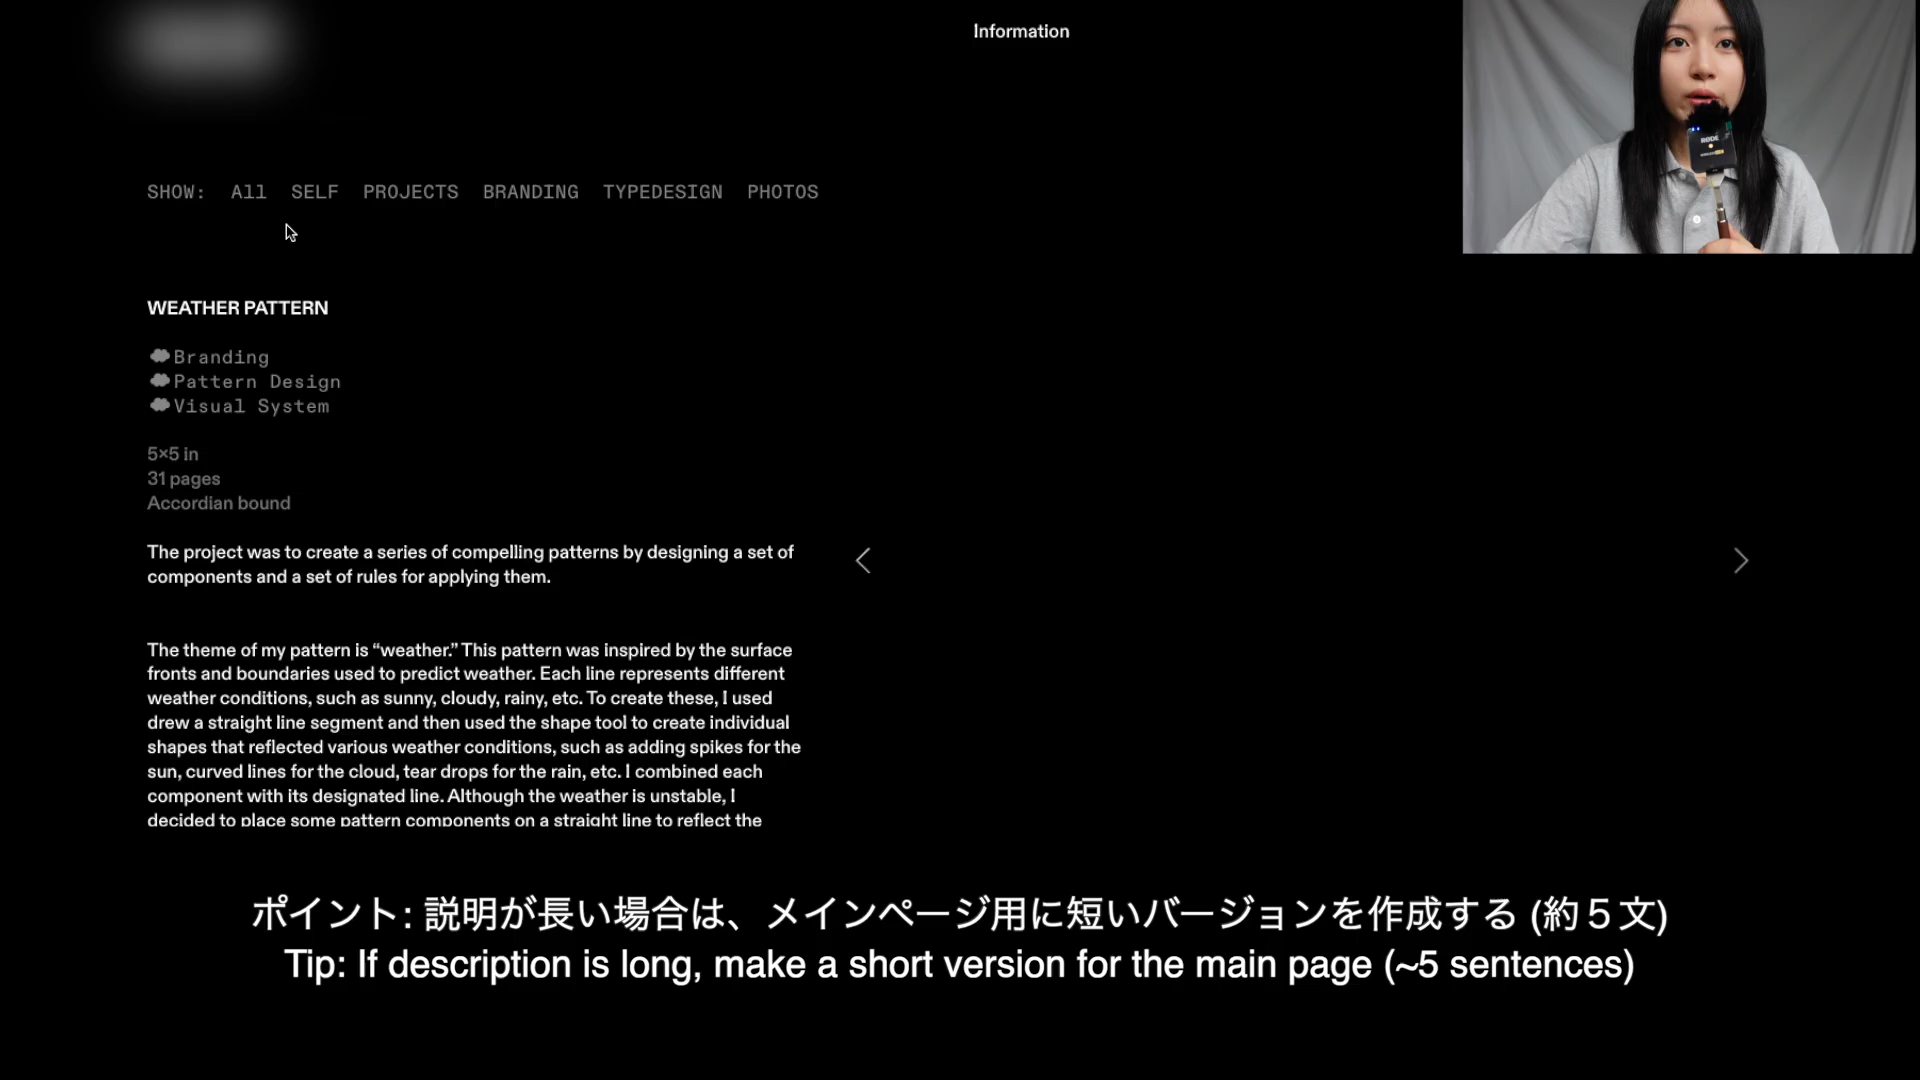 Information
SHOW: All SELF PROJECTS BRANDING TYPEDESIGN PHOTOS
RODE
WEATHER PATTERN
Branding
Pattern Design
Visual System
5×5 in
31 pages
Accordian bound
The project was to create a series of compelling patterns by designing a set of
components and a set of rules for applying them.
The theme of my pattern is “weather.” This pattern was inspired by the surface
fronts and boundaries used to predict weather. Each line represents different
weather conditions, such as sunny, cloudy, rainy, etc. To create these, I used
drew a straight line segment and then used the shape tool to create individual
shapes that reflected various weather conditions, such as adding spikes for the
sun, curved lines for the cloud, tear drops for the rain, etc. I combined each
component with its designated line. Although the weather is unstable, I
decided to place some pattern components on a straight line to reflect the
ポイント: 説明が長い場合は、メインページ用に短いバージョンを作成する (約５文)
Tip: If description is long, make a short version for the main page (~5 sentences)